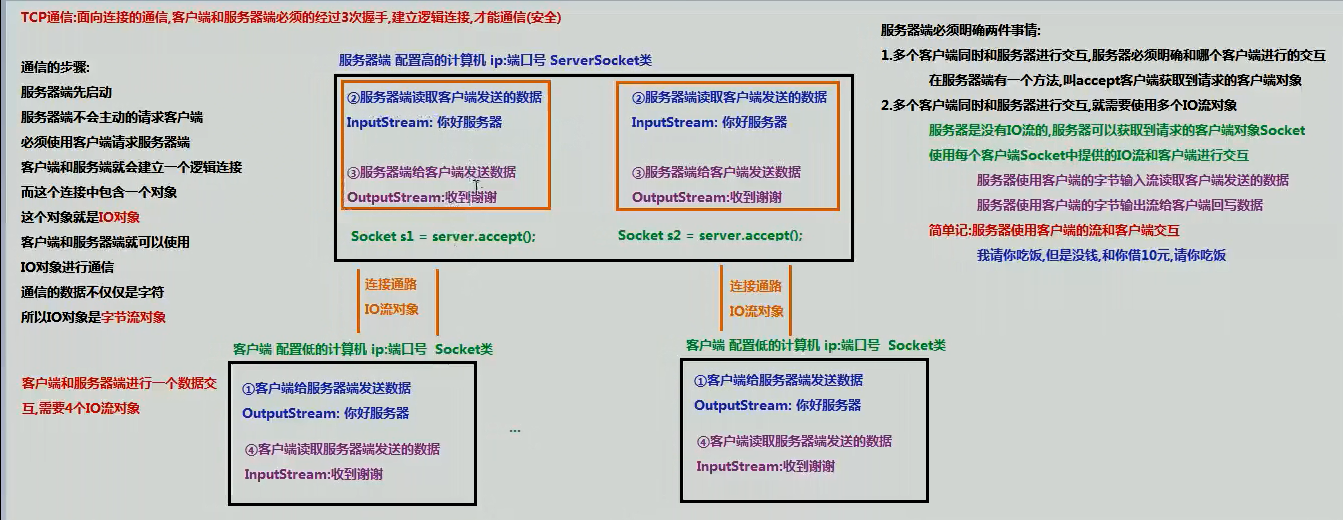 TCP通信:面向连接的通信,客户端和服务器端必须的经过3次握手,建立逻辑连接,才能通信(安全)
通信的步骤:
服务器端先启动
服务器端不会主动的请求客户端
必须使用客户端请求服务器端
客户端和服务端就会建立一个逻辑连接
而这个连接中包含一个对象
这个对象就是IO对象
客户端和服务器端就可以使用
IO对象进行通信
通信的数据不仅仅是字符
所以IO对象是字节流对象
客户端和服务器端进行一个数据交
互,需要4个IO流对象
服务器端 配置高的计算机 ip:端口号 ServerSocket类
②服务器端读取客户端发送的数据
InputStream: 你好服务器
③服务器端给客户端发送数据
OutputStream:收到谢谢
Socket s1 = server.accept();
②服务器端读取客户端发送的数据
InputStream: 你好服务器
③服务器端给客户端发送数据
OutputStream:收到谢谢
Socket s2 = server.accept();
连接通路
IO流对象
连接通路
IO流对象
客户端 配置低的计算机 ip:端口号 Socket类
①客户端给服务器端发送数据
OutputStream: 你好服务器
④客户端读取服务器端发送的数据
InputStream:收到谢谢
...
客户端 配置低的计算机 ip:端口号 Socket类
①客户端给服务器端发送数据
OutputStream: 你好服务器
④客户端读取服务器端发送的数据
InputStream:收到谢谢
服务器端必须明确两件事情:
1.多个客户端同时和服务器进行交互,服务器必须明确和哪个客户端进行的交互
在服务器端有一个方法,叫accept客户端获取到请求的客户端对象
2.多个客户端同时和服务器进行交互,就需要使用多个IO流对象
服务器是没有IO流的,服务器可以获取到请求的客户端对象Socket
使用每个客户端Socket中提供的IO流和客户端进行交互
服务器使用客户端的字节输入流读取客户端发送的数据
服务器使用客户端的字节输出流给客户端回写数据
简单记:服务器使用客户端的流和客户端交互
我请你吃饭,但是没钱,和你借10元,请你吃饭